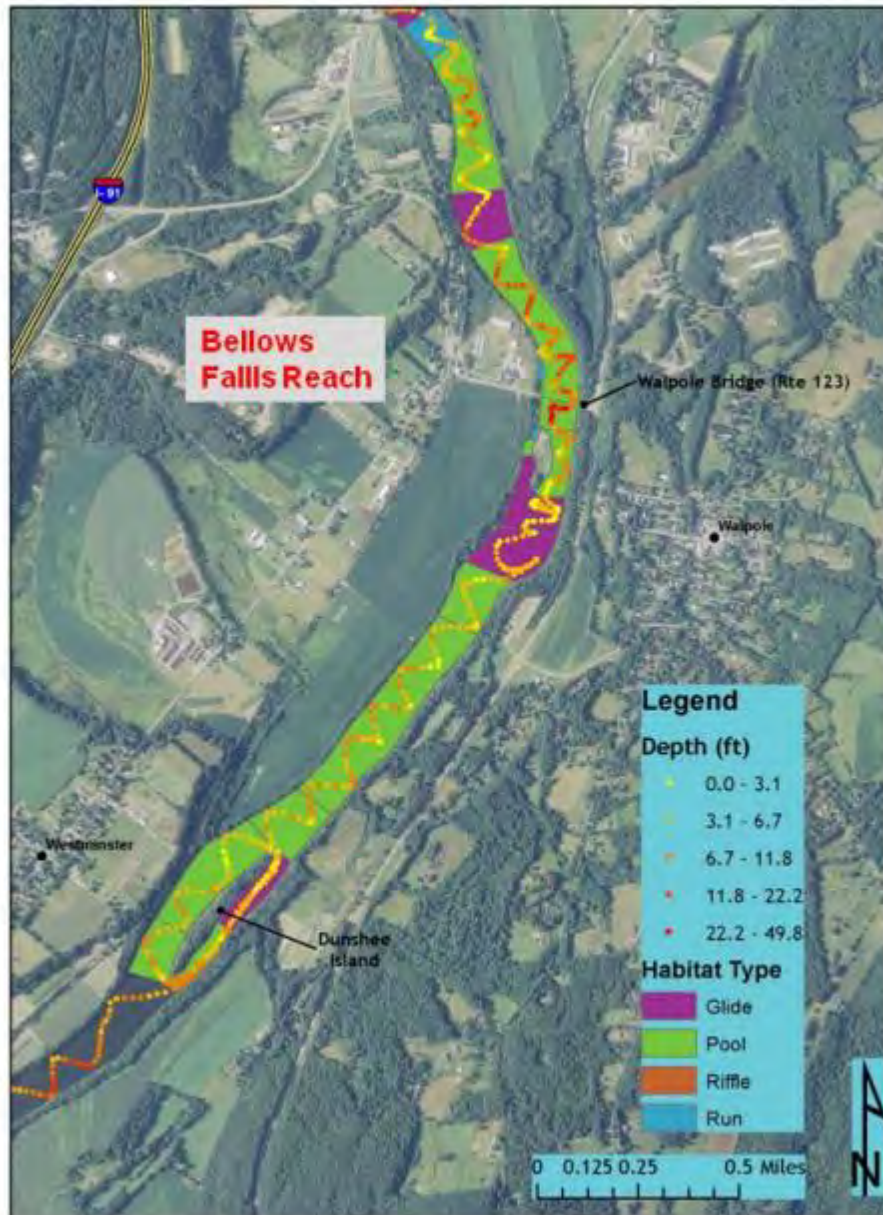 I-91
Bellows
Fallls Reach
Walpole Bridge (Rte 123)
Walpole
Westminster
Dunshee
Island
Legend
Depth (ft)
0.0 - 3.1
3.1 - 6.7
6.7 - 11.8
11.8 - 22.2
22.2 - 49.8
Habitat Type
Glide
Pool
Riffle
Run
0 0.125 0.25 0.5 Miles
N